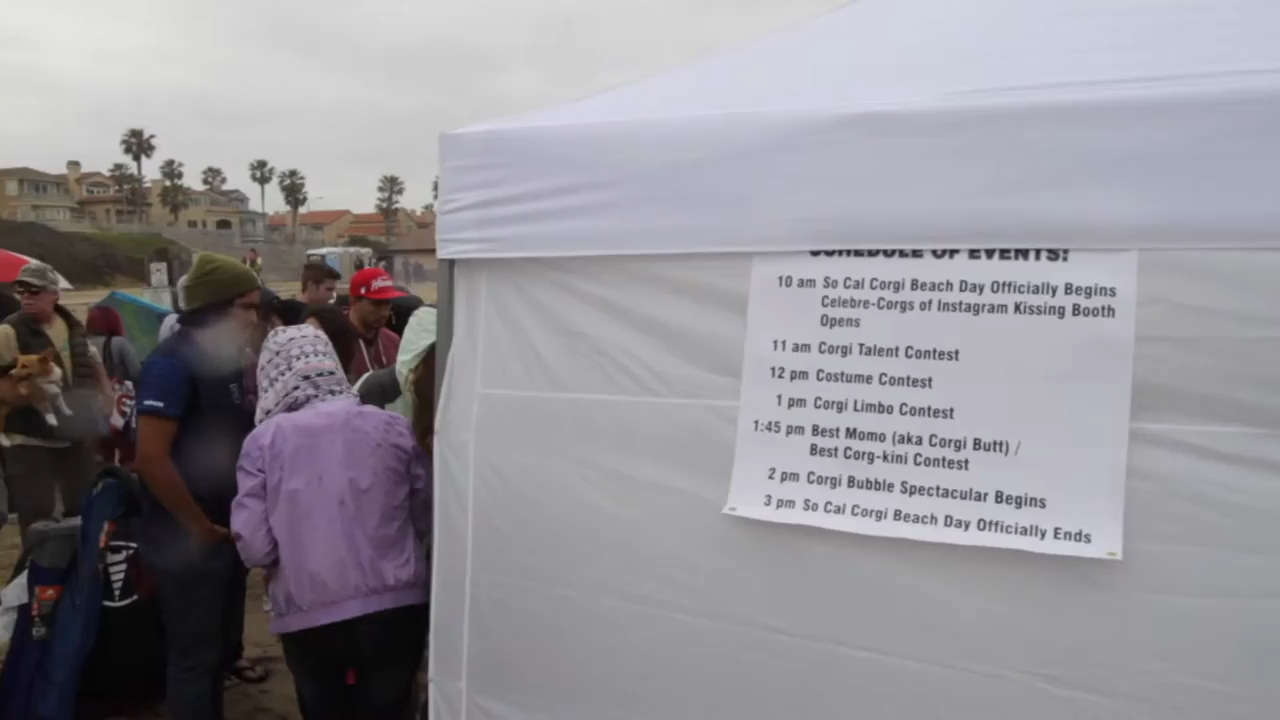 SCHEDULE OF EVENTS!
10 am So Cal Corgi Beach Day Officially Begins
Celebre-Corgs of Instagram Kissing Booth
Opens
11 am Corgi Talent Contest
12 pm Costume Contest
1 pm Corgi Limbo Contest
1:45 pm Best Momo (aka Corgi Butt) /
Best Corg-kini Contest
2 pm Corgi Bubble Spectacular Begins
3 pm So Cal Corgi Beach Day Officially Ends